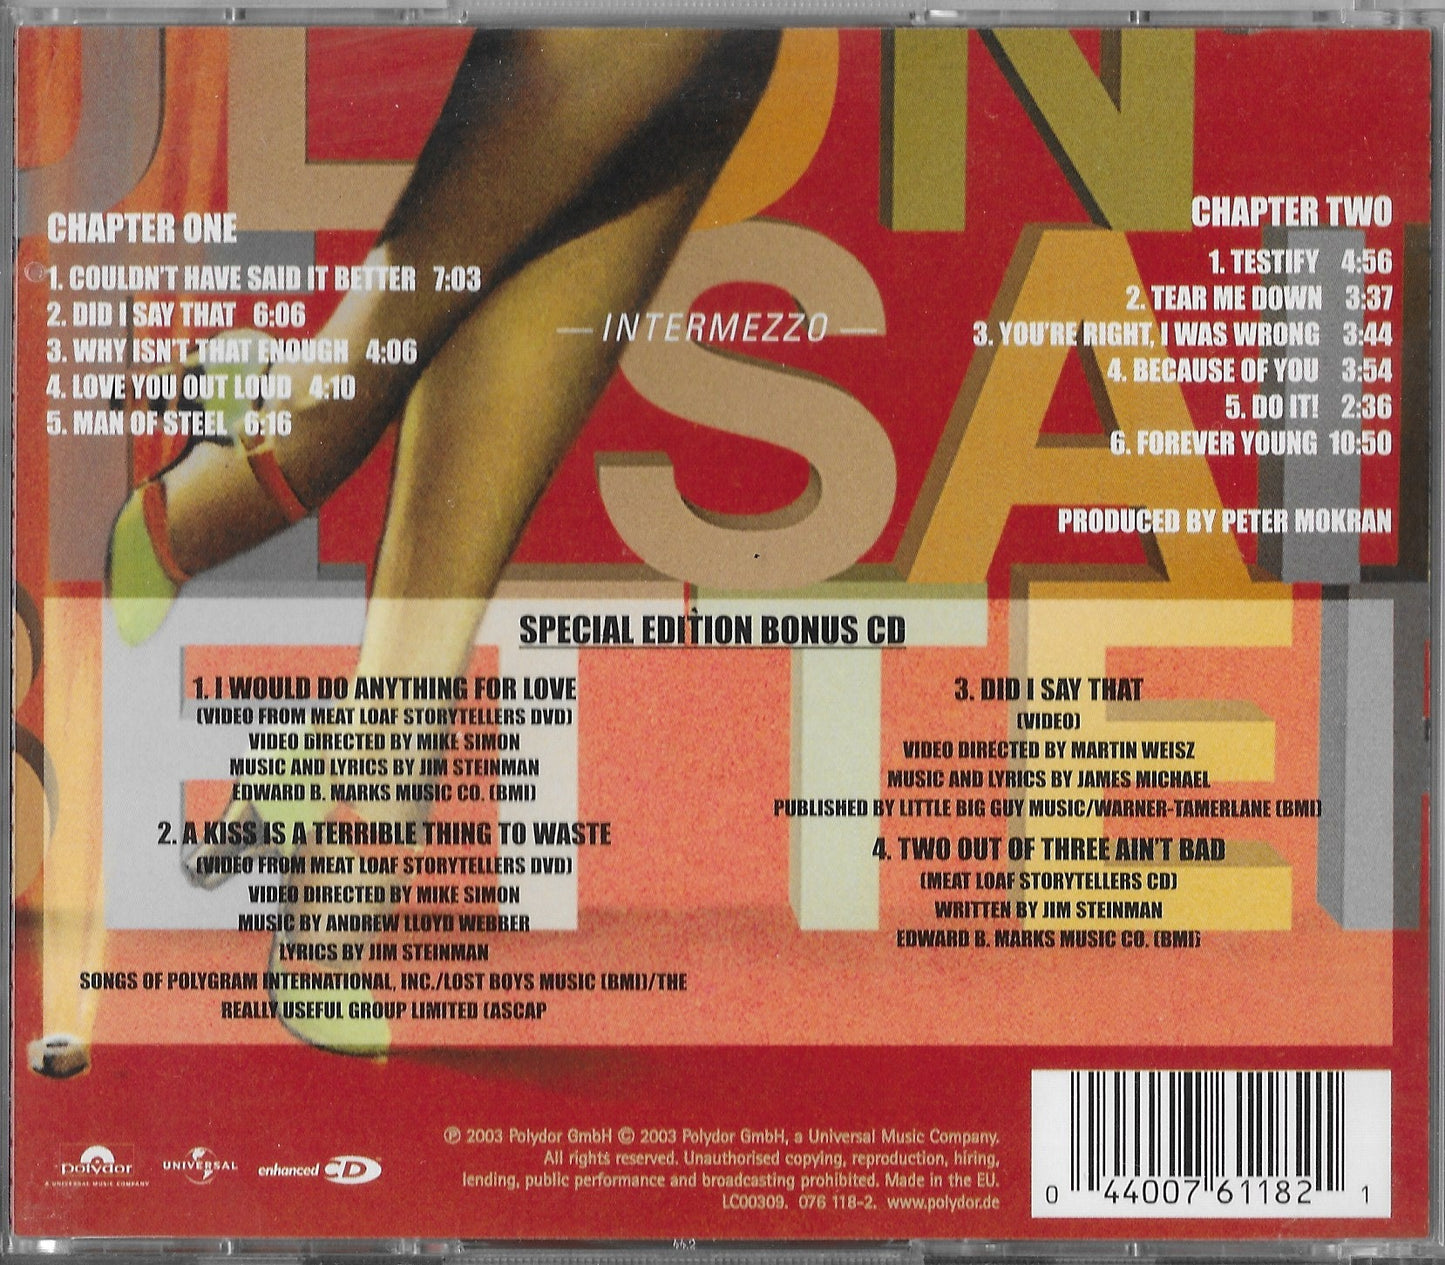 CHAPTER ONE
1. COULDN'T HAVE SAID IT BETTER 7:03
2. DID I SAY THAT 6:06
3. WHY ISN'T THAT ENOUGH 4:06
4. LOVE YOU OUT LOUD 4:10
5. MAN OF STEEL 6:16
— INTERMEZZO —
CHAPTER TWO
1. TESTIFY 4:56
2. TEAR ME DOWN 3:37
3. YOU'RE RIGHT, I WAS WRONG 3:44
4. BECAUSE OF YOU 3:54
5. DO IT! 2:36
6. FOREVER YOUNG 10:50
PRODUCED BY PETER MOKRAN
SPECIAL EDITION BONUS CD
1. I WOULD DO ANYTHING FOR LOVE
(VIDEO FROM MEAT LOAF STORYTELLERS DVD)
VIDEO DIRECTED BY MIKE SIMON
MUSIC AND LYRICS BY JIM STEINMAN
EDWARD B. MARKS MUSIC CO. (BMI)
2. A KISS IS A TERRIBLE THING TO WASTE
(VIDEO FROM MEAT LOAF STORYTELLERS DVD)
VIDEO DIRECTED BY MIKE SIMON
MUSIC BY ANDREW LLOYD WEBBER
LYRICS BY JIM STEINMAN
SONGS OF POLYGRAM INTERNATIONAL, INC./LOST BOYS MUSIC (BMI)/THE
REALLY USEFUL GROUP LIMITED (ASCAP
3. DID I SAY THAT
(VIDEO)
VIDEO DIRECTED BY MARTIN WEISZ
MUSIC AND LYRICS BY JAMES MICHAEL
PUBLISHED BY LITTLE BIG GUY MUSIC/WARNER-TAMERLANE (BMI)
4. TWO OUT OF THREE AIN'T BAD
(MEAT LOAF STORYTELLERS CD)
WRITTEN BY JIM STEINMAN
EDWARD B. MARKS MUSIC CO. (BMI)
polydor
A UNIVERSAL MUSIC COMPANY
UNIVERSAL
enhanced CD
℗ 2003 Polydor GmbH © 2003 Polydor GmbH, a Universal Music Company.
All rights reserved. Unauthorised copying, reproduction, hiring,
lending, public performance and broadcasting prohibited. Made in the EU.
LC00309. 076 118-2. www.polydor.de
0 44007 61182 1